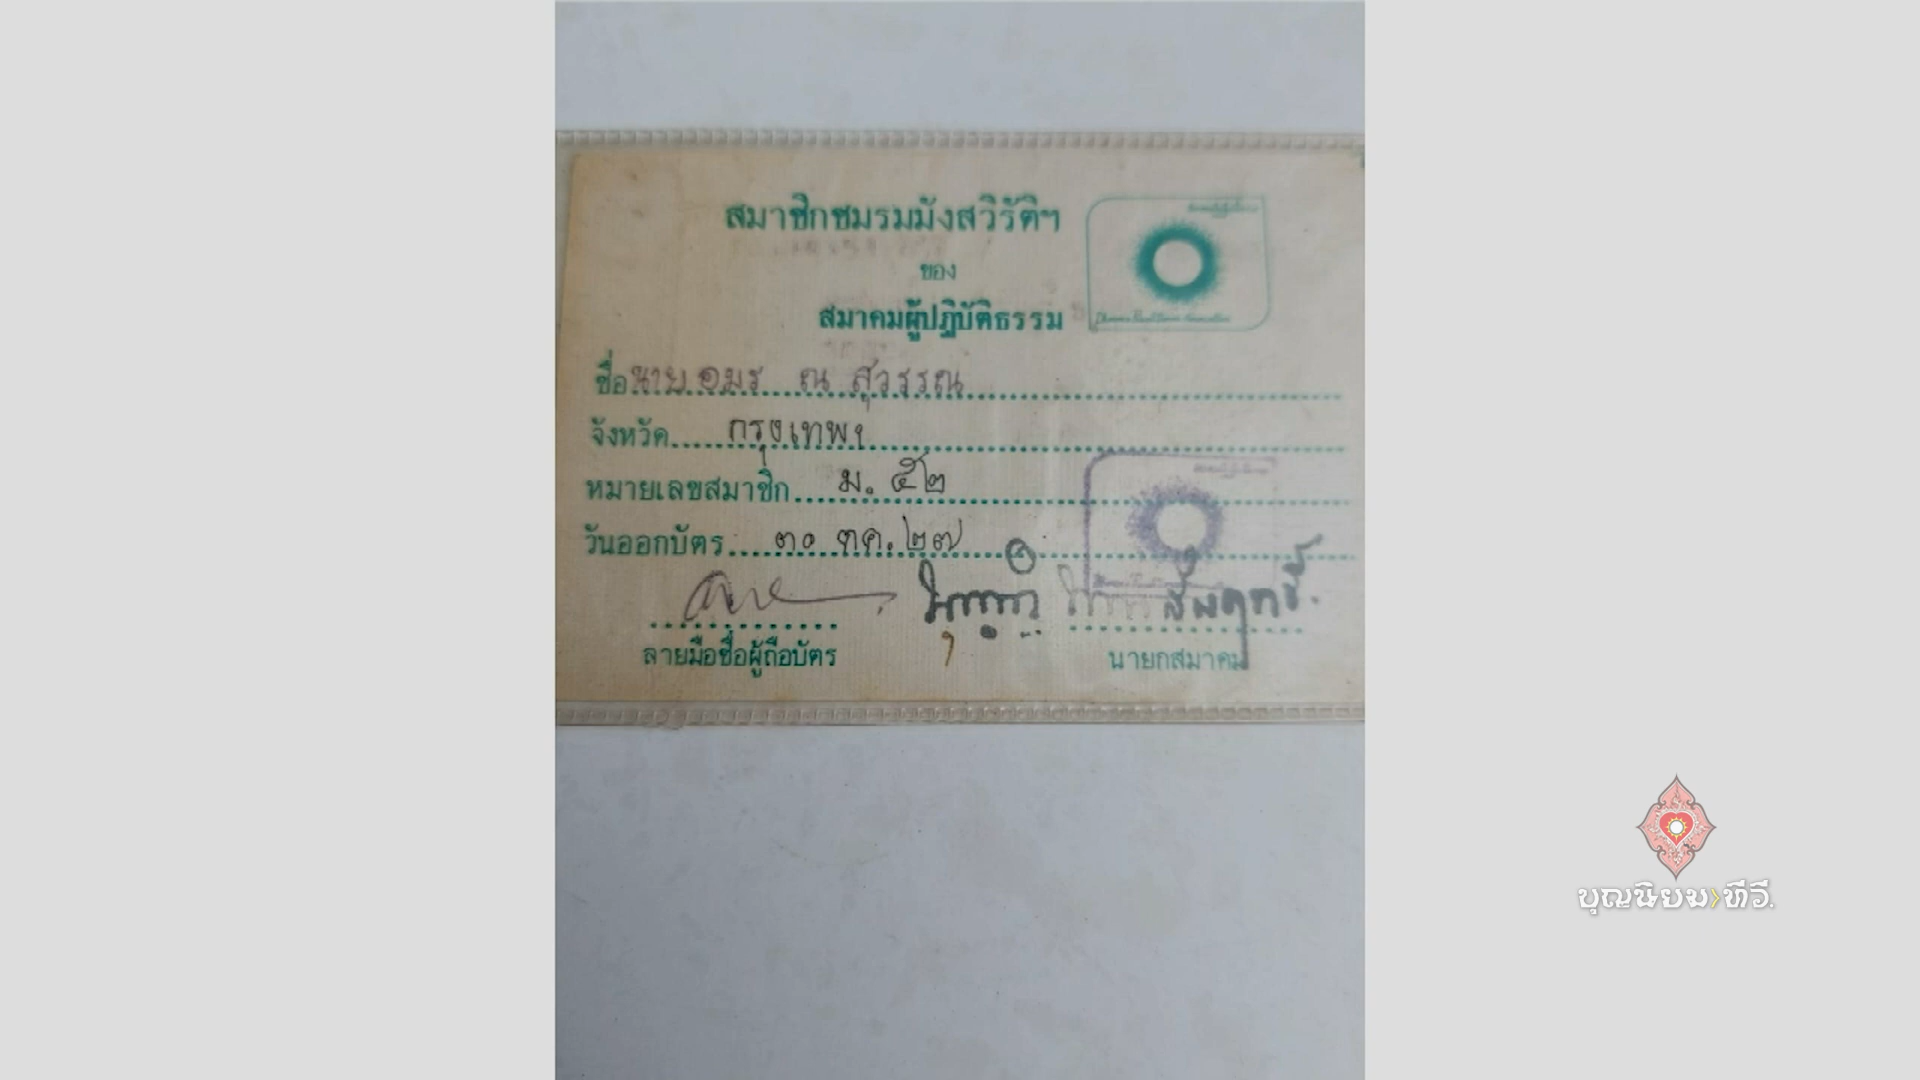 สมาชิกชมรมมังสวิรัติฯ
ของ
สมาคมผู้ปฏิบัติธรรม
ชื่อ นาย อมร ณ สุวรรณ
จังหวัด กรุงเทพฯ
หมายเลขสมาชิก ม. ๕๒
วันออกบัตร ๓๐ ตค. ๒๗
ลายมือชื่อผู้ถือบัตร
นายกสมาคม
บุญนิยม>ทีวี.